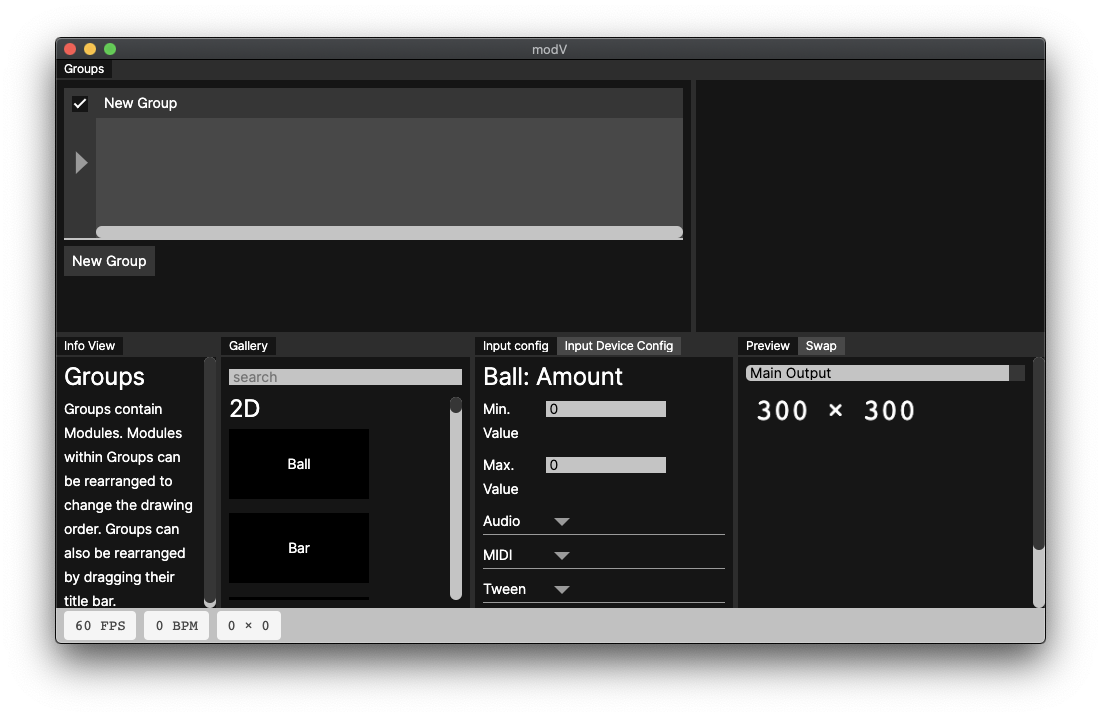 modV
Groups
New Group
New Group
Info View
Groups
Groups contain
Modules. Modules
within Groups can
be rearranged to
change the drawing
order. Groups can
also be rearranged
by dragging their
title bar.
Gallery
search
2D
Ball
Bar
Input config Input Device Config
Ball: Amount
Min. 0
Value
Max. 0
Value
Audio
MIDI
Tween
Preview Swap
Main Output
300 × 300
60 FPS 0 BPM 0 × 0